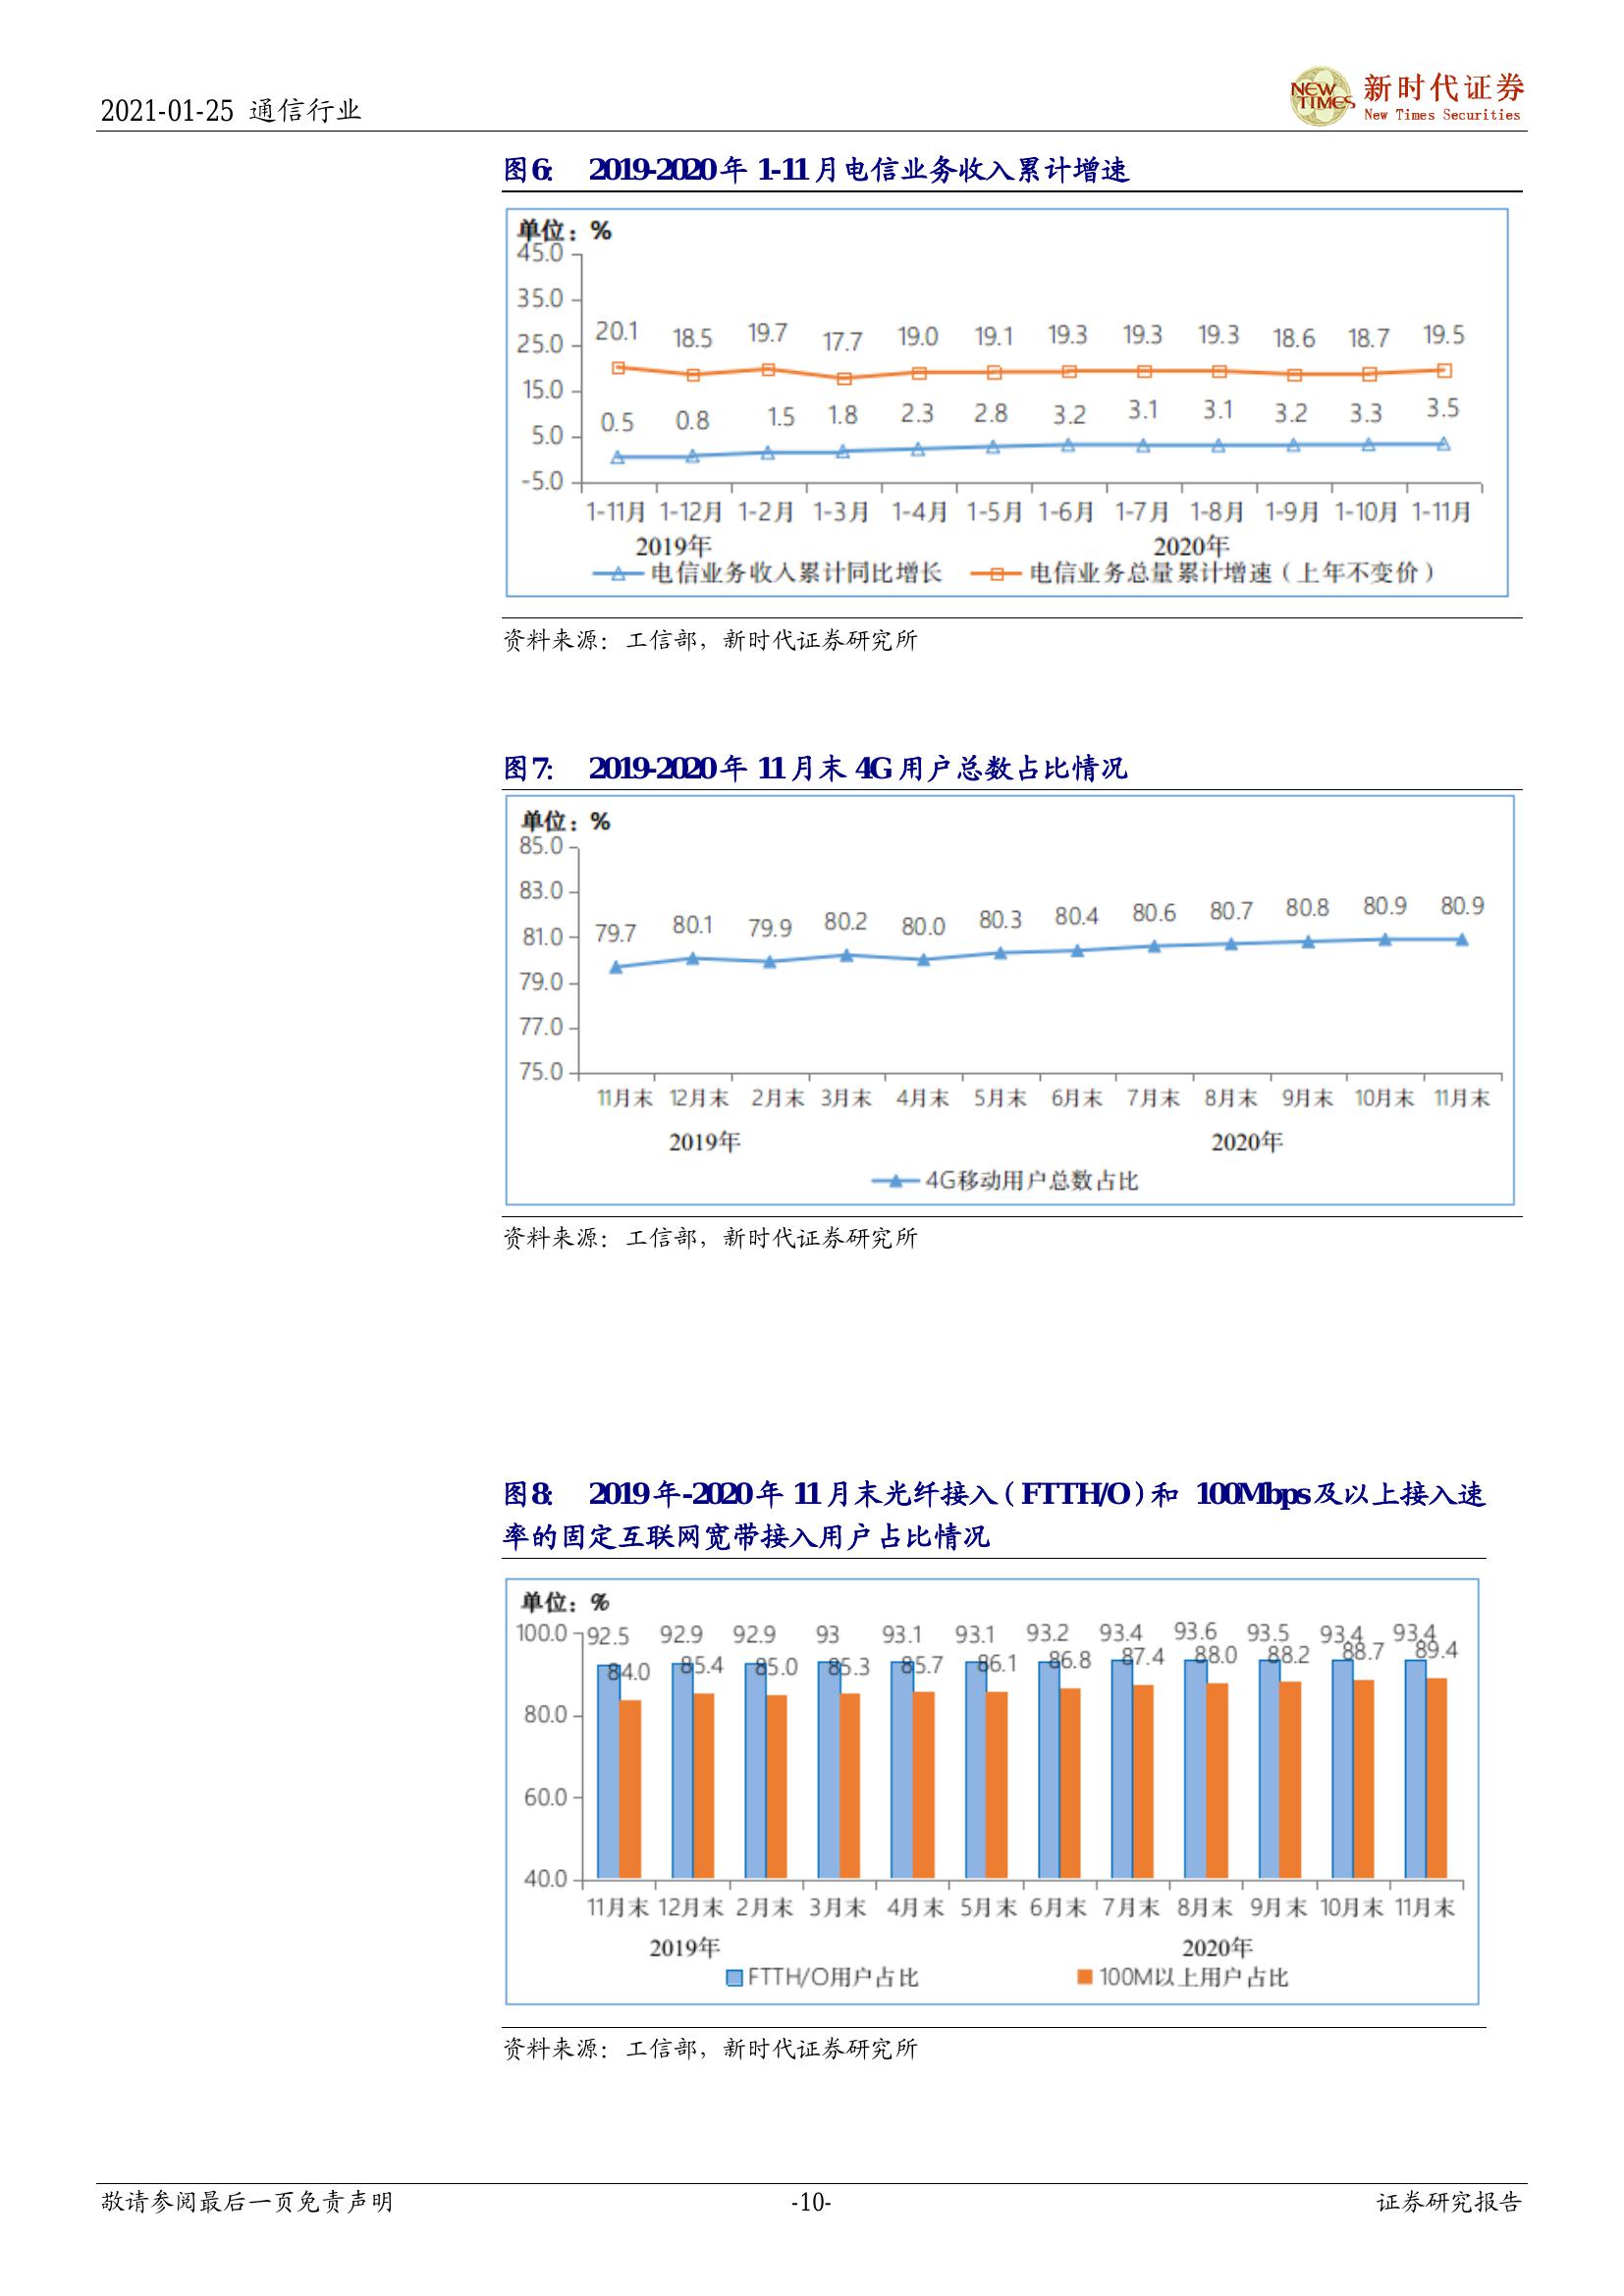 2021-01-25 通信行业
NEW TIMES 新时代证券
New Times Securities
图6: 2019-2020年 1-11月电信业务收入累计增速
单位：%
45.0
35.0
25.0
15.0
5.0
-5.0
20.1 18.5 19.7 17.7 19.0 19.1 19.3 19.3 19.3 18.6 18.7 19.5
0.5 0.8 1.5 1.8 2.3 2.8 3.2 3.1 3.1 3.2 3.3 3.5
1-11月 1-12月 1-2月 1-3月 1-4月 1-5月 1-6月 1-7月 1-8月 1-9月 1-10月 1-11月
2019年 2020年
电信业务收入累计同比增长 电信业务总量累计增速（上年不变价）
资料来源：工信部，新时代证券研究所
图7: 2019-2020年 11月末 4G用户总数占比情况
单位：%
85.0
83.0
81.0
79.0
77.0
75.0
79.7 80.1 79.9 80.2 80.0 80.3 80.4 80.6 80.7 80.8 80.9 80.9
11月末 12月末 2月末 3月末 4月末 5月末 6月末 7月末 8月末 9月末 10月末 11月末
2019年 2020年
4G移动用户总数占比
资料来源：工信部，新时代证券研究所
图8: 2019年-2020年 11月末光纤接入（FTTH/O）和 100Mbps及以上接入速
率的固定互联网宽带接入用户占比情况
单位：%
100.0
80.0
60.0
40.0
92.5 92.9 92.9 93 93.1 93.1 93.2 93.4 93.6 93.5 93.4 93.4
84.0 85.4 85.0 85.3 85.7 86.1 86.8 87.4 88.0 88.2 88.7 89.4
11月末 12月末 2月末 3月末 4月末 5月末 6月末 7月末 8月末 9月末 10月末 11月末
2019年 2020年
FTTH/O用户占比 100M以上用户占比
资料来源：工信部，新时代证券研究所
敬请参阅最后一页免责声明 -10- 证券研究报告